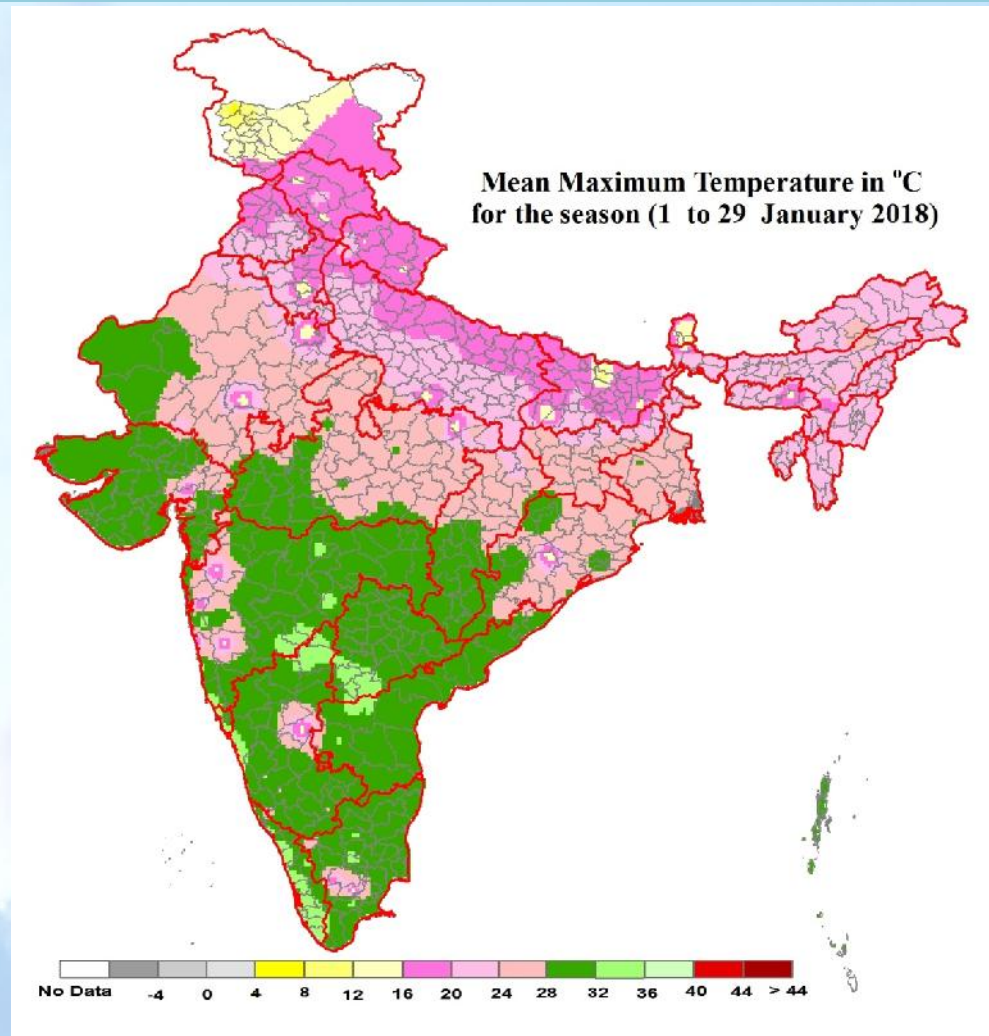 Mean Maximum Temperature in °C
for the season (1 to 29 January 2018)
No Data -4 0 4 8 12 16 20 24 28 32 36 40 44 > 44